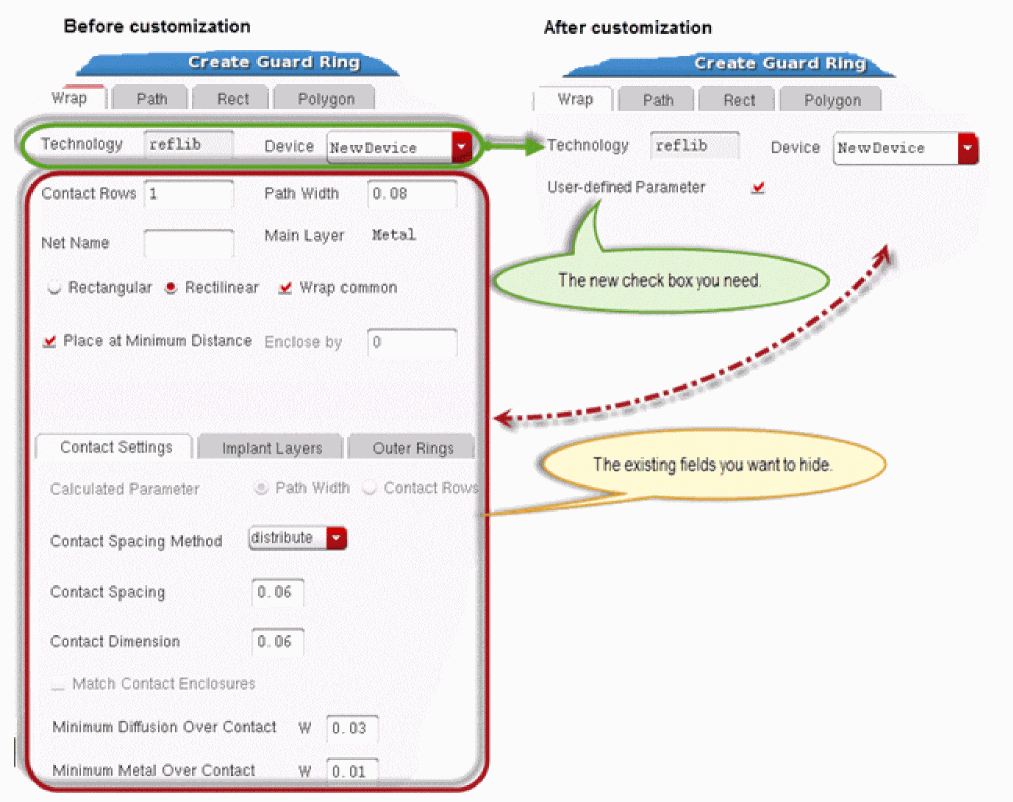 Before customization
Create Guard Ring
Wrap Path Rect Polygon
Technology reflib Device NewDevice
Contact Rows 1 Path Width 0.08
Net Name Main Layer Metal
Rectangular Rectilinear Wrap common
Place at Minimum Distance Enclose by 0
Contact Settings Implant Layers Outer Rings
Calculated Parameter Path Width Contact Rows
Contact Spacing Method distribute
Contact Spacing 0.06
Contact Dimension 0.06
Match Contact Enclosures
Minimum Diffusion Over Contact W 0.03
Minimum Metal Over Contact W 0.01
After customization
Create Guard Ring
Wrap Path Rect Polygon
Technology reflib Device NewDevice
User-defined Parameter
The new check box you need.
The existing fields you want to hide.